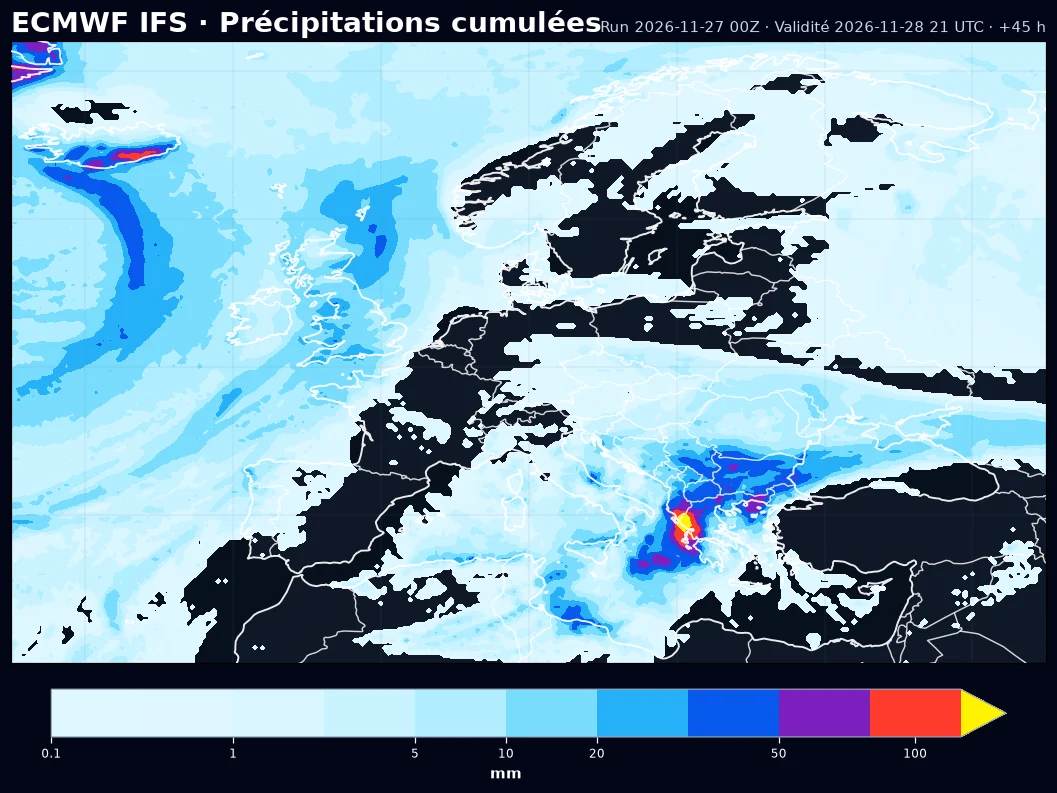 ECMWF IFS · Précipitations cumulées
Run 2026-11-27 00Z · Validité 2026-11-28 21 UTC · +45 h
0.1 1 5 10 20 50 100
mm